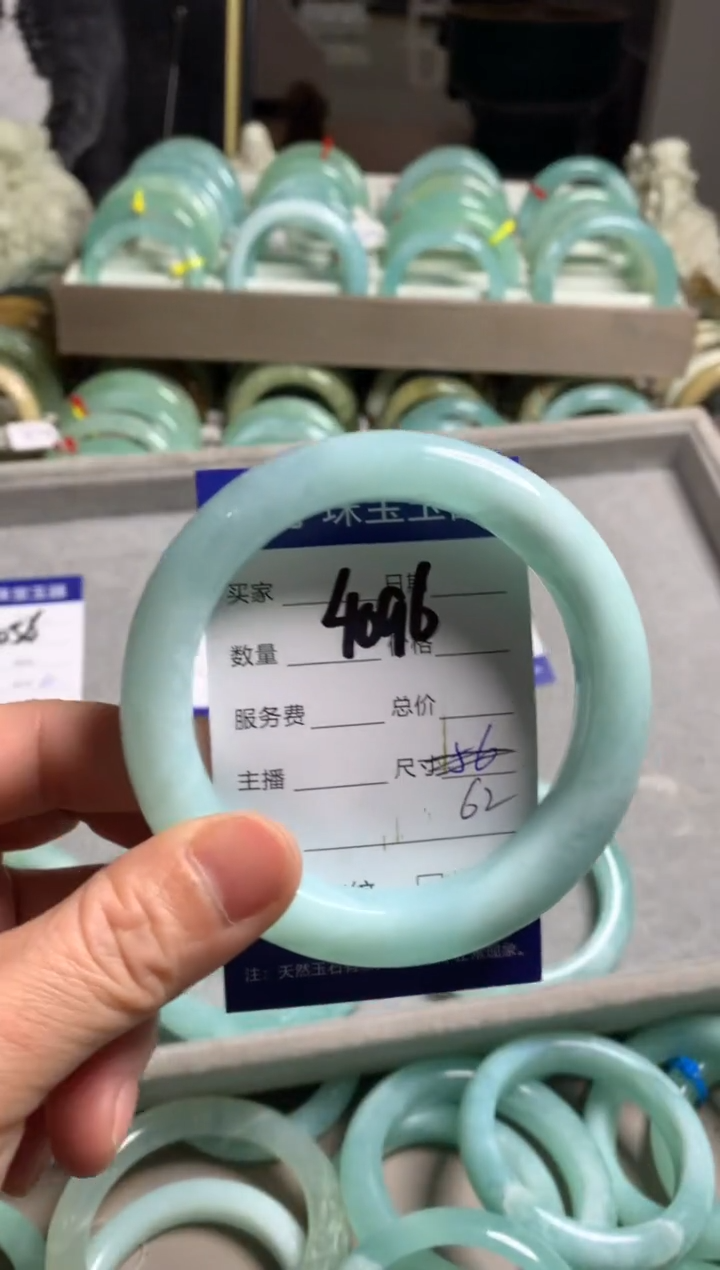 珠宝玉
买家 日期
4096
数量 价格
服务费 总价
主播 尺寸 56
62
注：天然玉石
056